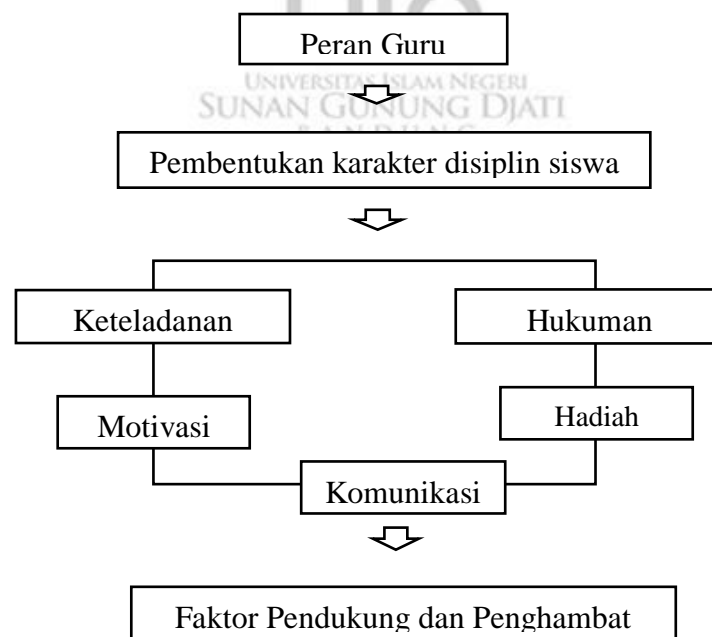 Peran Guru
UNIVERSITAS ISLAM NEGERI
SUNAN GUNUNG DJATI
BANDUNG
Pembentukan karakter disiplin siswa
Keteladanan
Hukuman
Motivasi
Hadiah
Komunikasi
Faktor Pendukung dan Penghambat